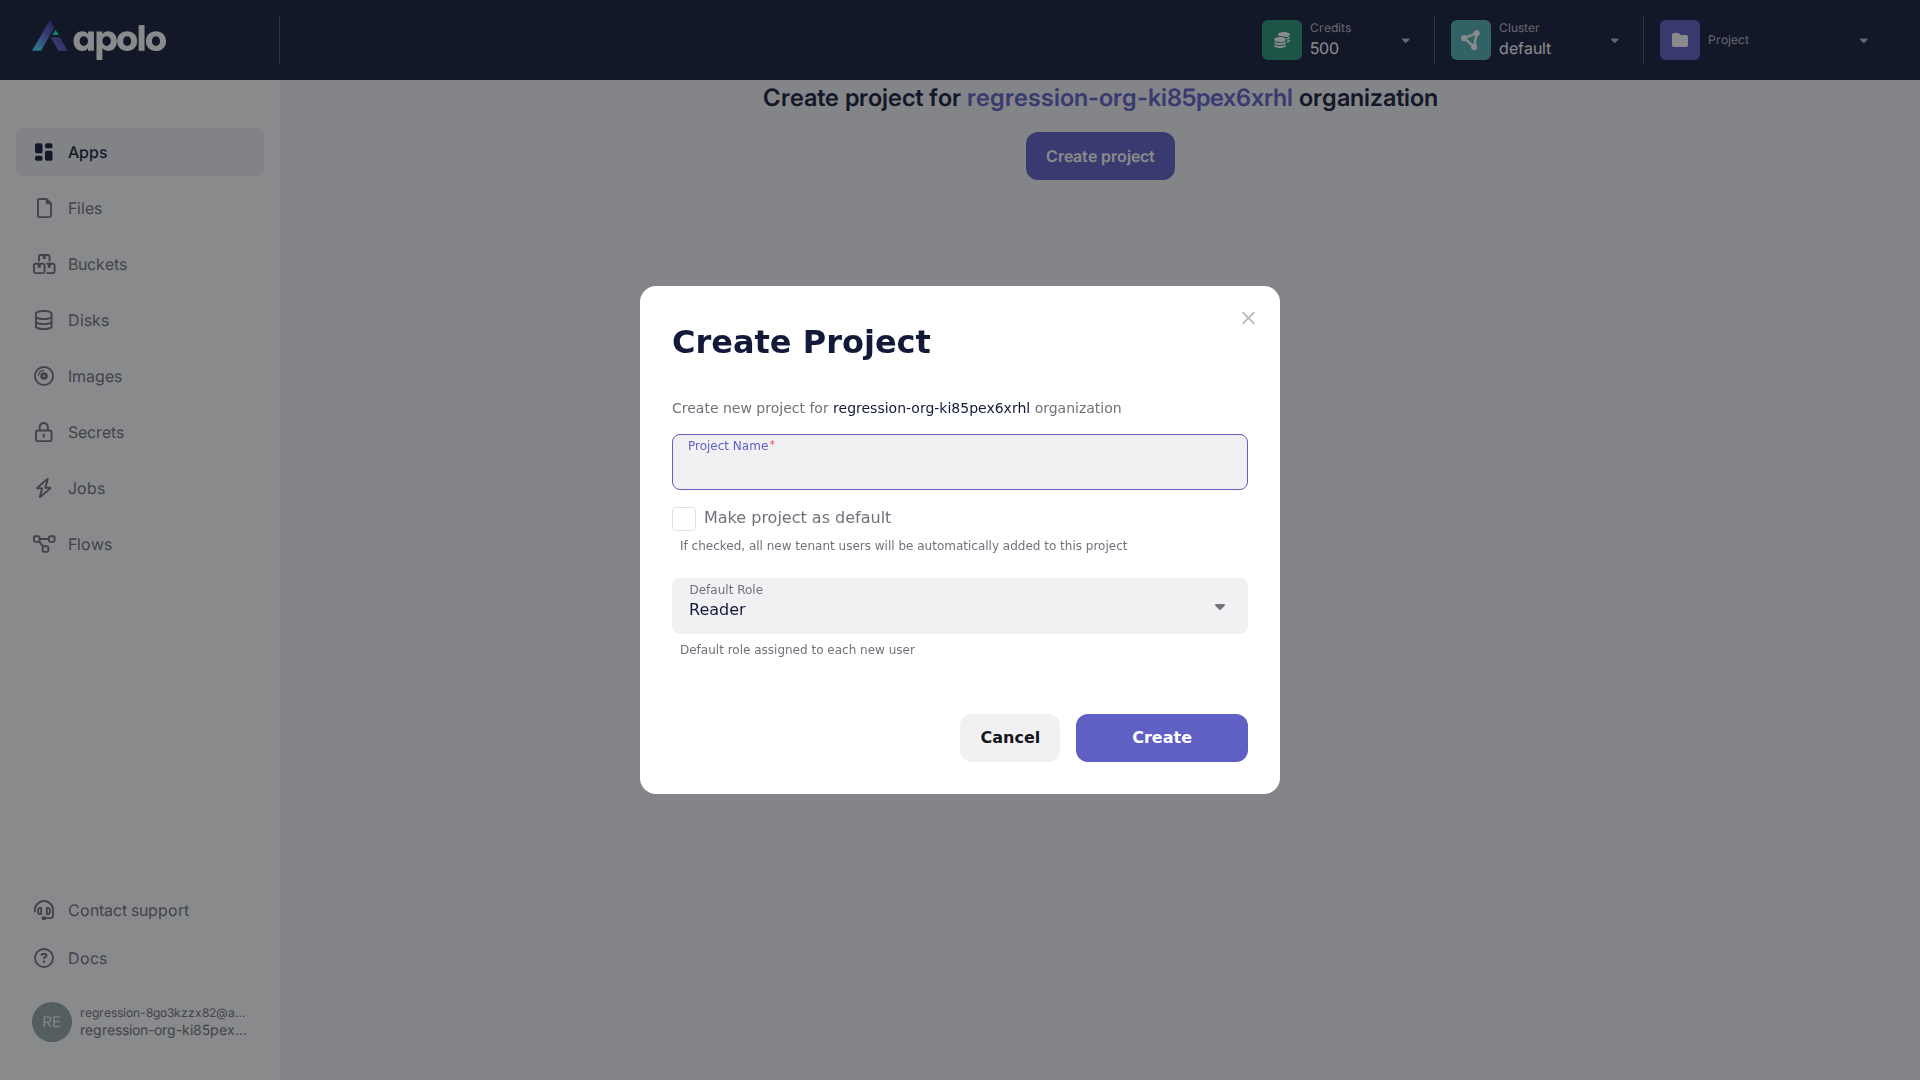 apolo
Credits
500
Cluster
default
Project
Create project for regression-org-ki85pex6xrhl organization
Create project
Apps
Files
Buckets
Disks
Images
Secrets
Jobs
Flows
Create Project
Create new project for regression-org-ki85pex6xrhl organization
Project Name*
Make project as default
If checked, all new tenant users will be automatically added to this project
Default Role
Reader
Default role assigned to each new user
Cancel
Create
Contact support
Docs
RE
regression-8go3kzzx82@a...
regression-org-ki85pex...